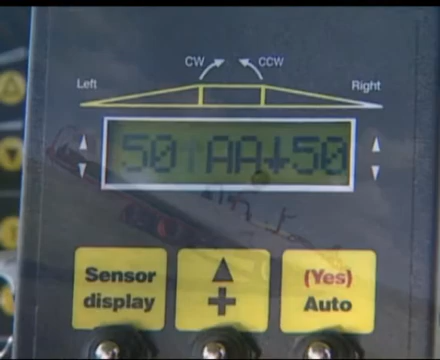 CW CCW
Left Right
50↑AA↓50
Sensor display
+
(Yes) Auto